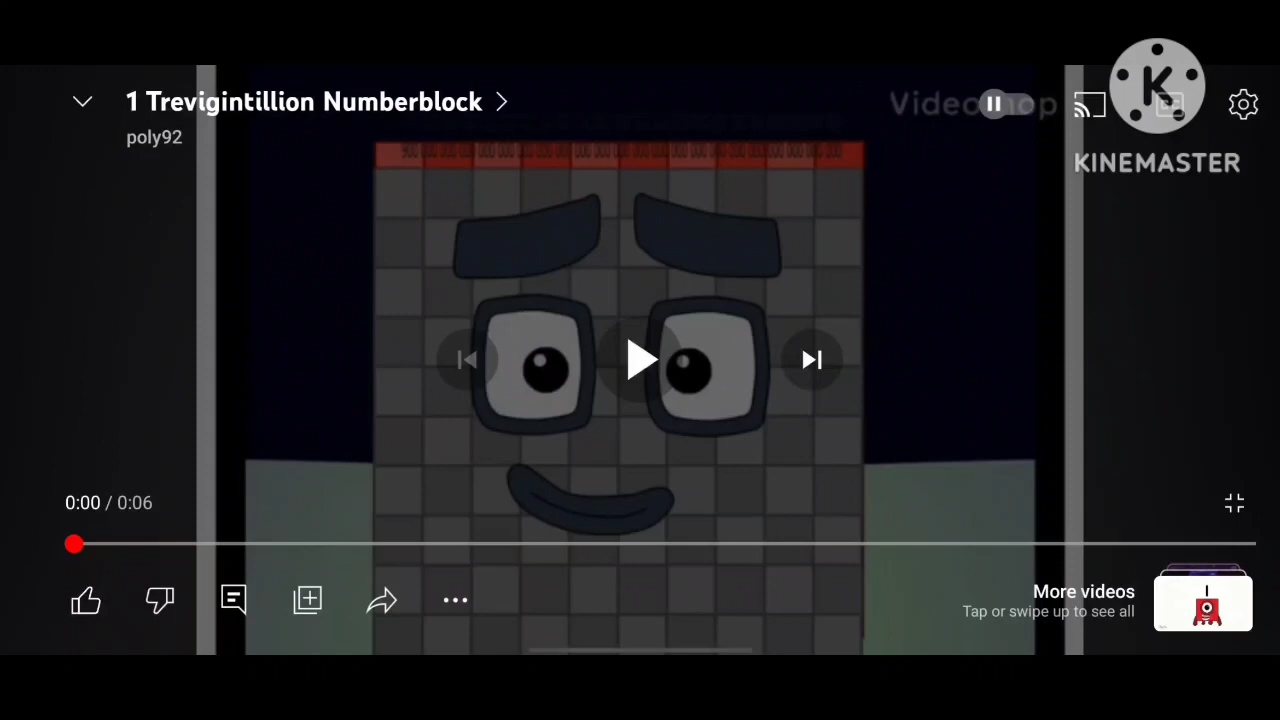 1 Trevigintillion Numberblock
poly92
KINEMASTER
0:00 / 0:06
More videos
Tap or swipe up to see all